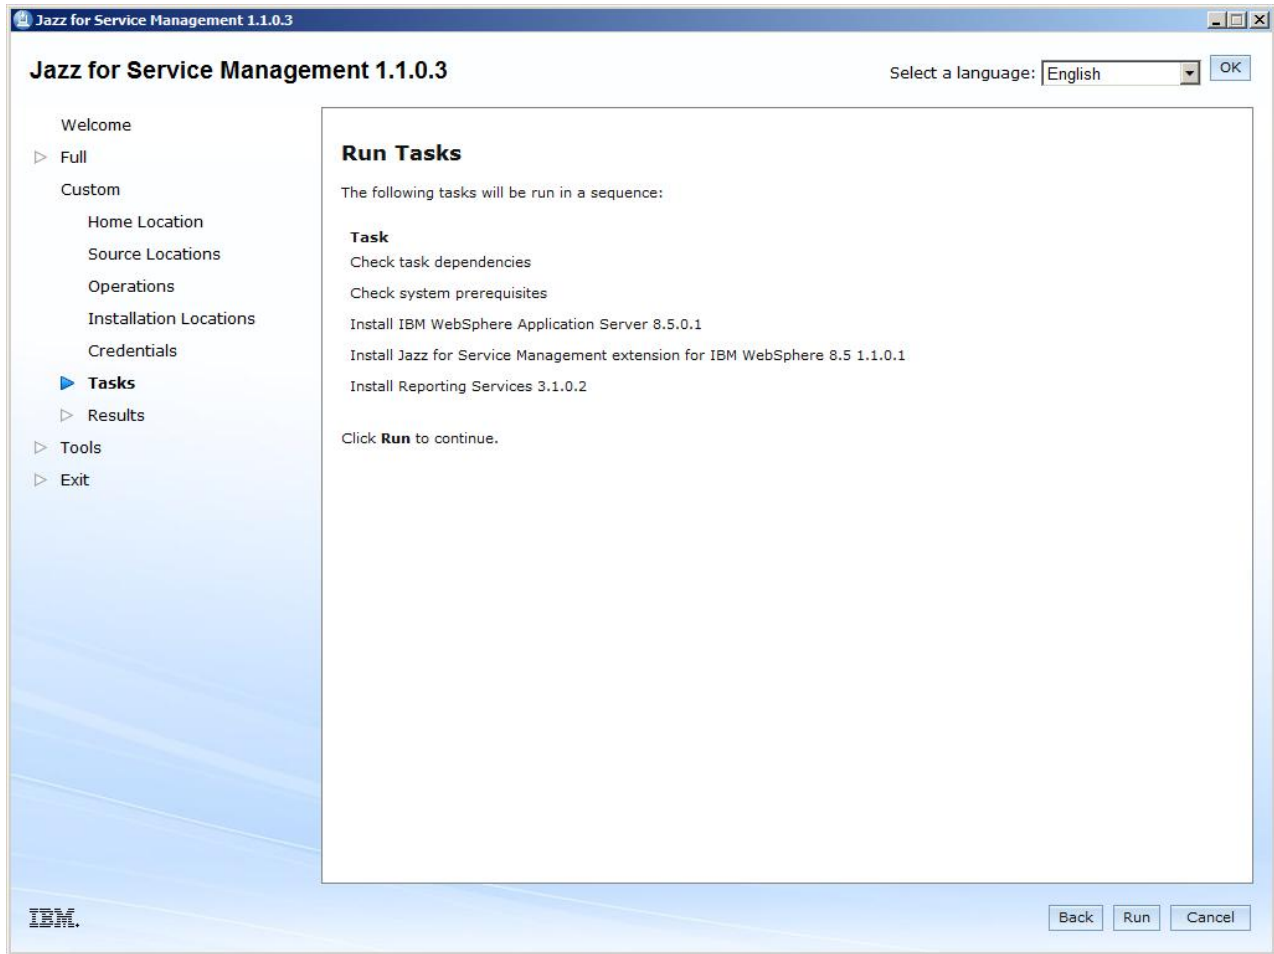 Jazz for Service Management 1.1.0.3
Jazz for Service Management 1.1.0.3
Select a language: English OK
Welcome
Full
Custom
Home Location
Source Locations
Operations
Installation Locations
Credentials
Tasks
Results
Tools
Exit
Run Tasks
The following tasks will be run in a sequence:
Task
Check task dependencies
Check system prerequisites
Install IBM WebSphere Application Server 8.5.0.1
Install Jazz for Service Management extension for IBM WebSphere 8.5 1.1.0.1
Install Reporting Services 3.1.0.2
Click Run to continue.
IBM.
Back Run Cancel